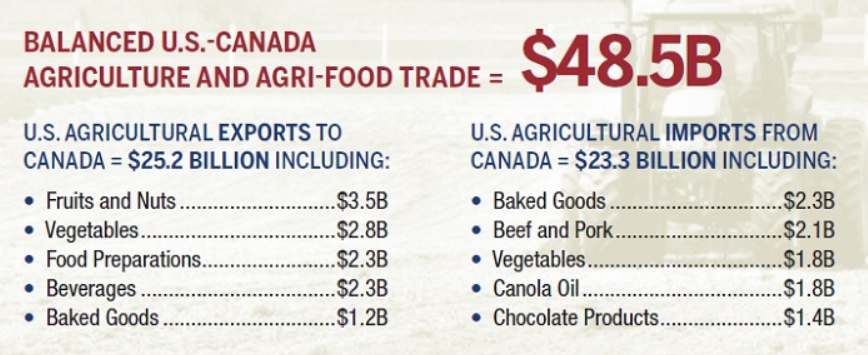 BALANCED U.S.-CANADA
AGRICULTURE AND AGRI-FOOD TRADE = $48.5B
U.S. AGRICULTURAL EXPORTS TO
CANADA = $25.2 BILLION INCLUDING:
• Fruits and Nuts ............................$3.5B
• Vegetables...................................$2.8B
• Food Preparations........................$2.3B
• Beverages ...................................$2.3B
• Baked Goods ...............................$1.2B
U.S. AGRICULTURAL IMPORTS FROM
CANADA = $23.3 BILLION INCLUDING:
• Baked Goods ...............................$2.3B
• Beef and Pork..............................$2.1B
• Vegetables...................................$1.8B
• Canola Oil ....................................$1.8B
• Chocolate Products......................$1.4B